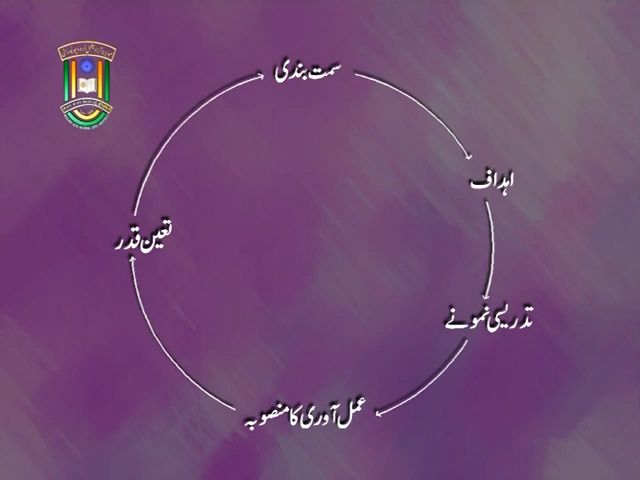 سمت بندی
اہداف
تدریسی نمونے
عمل آوری کا منصوبہ
تعین قدر